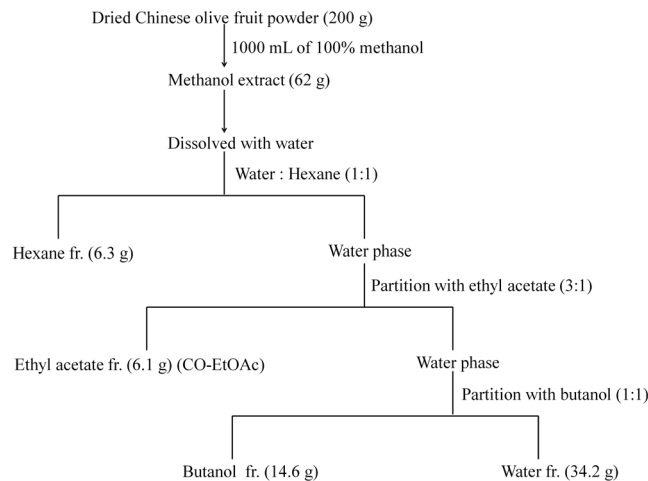 Dried Chinese olive fruit powder (200 g)
1000 mL of 100% methanol
Methanol extract (62 g)
Dissolved with water
Water : Hexane (1:1)
Hexane fr. (6.3 g)
Water phase
Partition with ethyl acetate (3:1)
Ethyl acetate fr. (6.1 g) (CO-EtOAc)
Water phase
Partition with butanol (1:1)
Butanol fr. (14.6 g)
Water fr. (34.2 g)